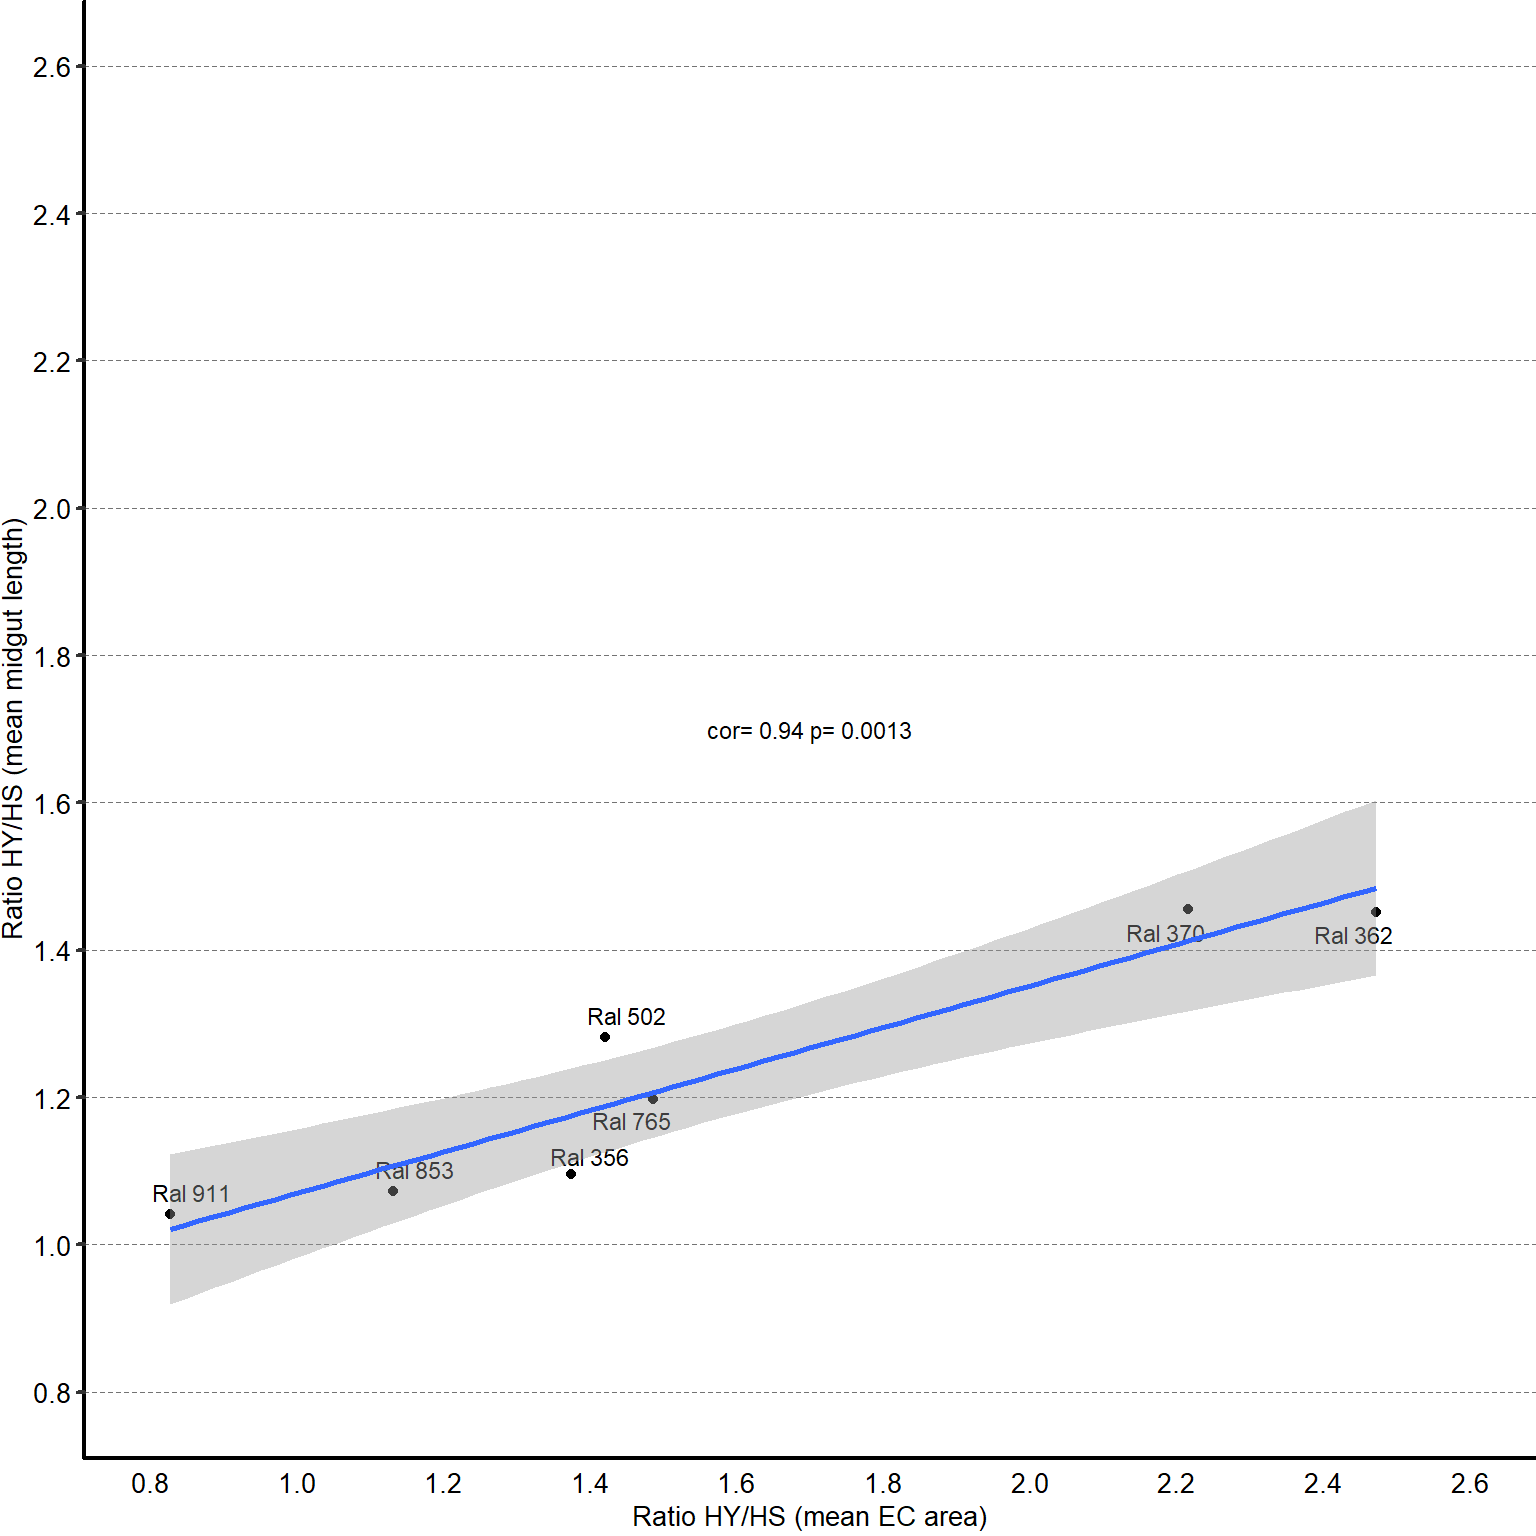 2.6
2.4
2.2
2.0
1.8
1.6
1.4
1.2
1.0
0.8
Ratio HY/HS (mean midgut length)
cor= 0.94 p= 0.0013
Ral 370
Ral 362
Ral 502
Ral 765
Ral 356
Ral 853
Ral 911
0.8 1.0 1.2 1.4 1.6 1.8 2.0 2.2 2.4 2.6
Ratio HY/HS (mean EC area)